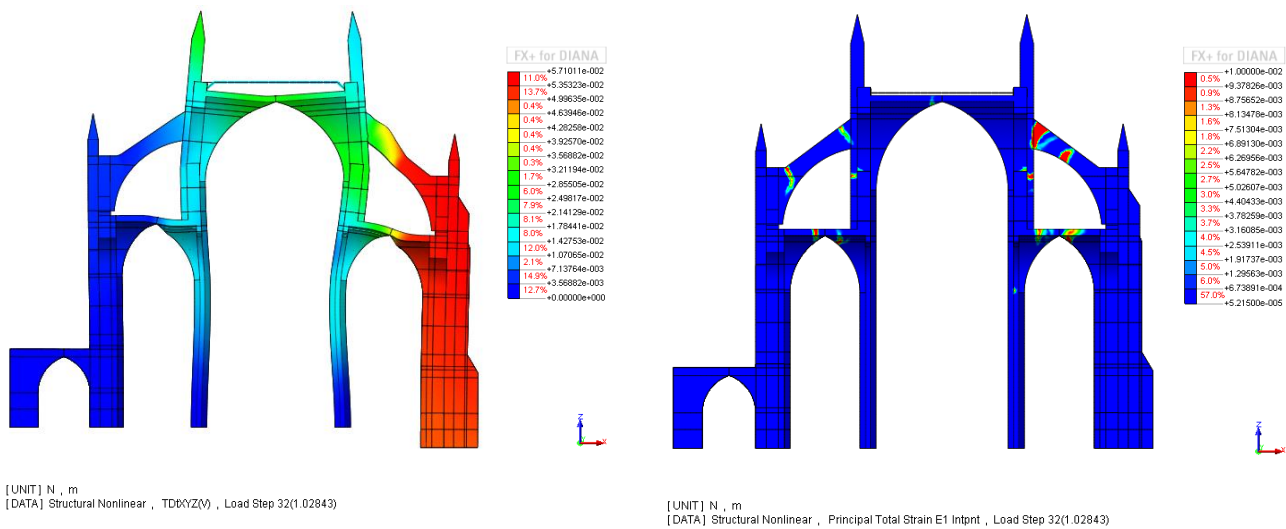 FX+ for DIANA
+5.71011e-002
11.0%
+5.35323e-002
13.7%
+4.99635e-002
0.4%
+4.63946e-002
0.4%
+4.28258e-002
0.4%
+3.92570e-002
0.4%
+3.56882e-002
0.3%
+3.21194e-002
1.7%
+2.85505e-002
6.0%
+2.49817e-002
7.9%
+2.14129e-002
8.1%
+1.78441e-002
8.0%
+1.42753e-002
12.0%
+1.07065e-002
2.1%
+7.13764e-003
14.9%
+3.56882e-003
12.7%
+0.00000e+000
Z
Y
X
[UNIT] N , m
[DATA] Structural Nonlinear , TDtXYZ(V) , Load Step 32(1.02843)
FX+ for DIANA
+1.00000e-002
0.5%
+9.37826e-003
0.9%
+8.75652e-003
1.3%
+8.13478e-003
1.6%
+7.51304e-003
1.8%
+6.89130e-003
2.2%
+6.26956e-003
2.5%
+5.64782e-003
2.7%
+5.02607e-003
3.0%
+4.40433e-003
3.3%
+3.78259e-003
3.7%
+3.16085e-003
4.0%
+2.53911e-003
4.5%
+1.91737e-003
5.0%
+1.29563e-003
6.0%
+6.73891e-004
57.0%
+5.21500e-005
Z
Y
X
[UNIT] N , m
[DATA] Structural Nonlinear , Principal Total Strain E1 Intpnt , Load Step 32(1.02843)